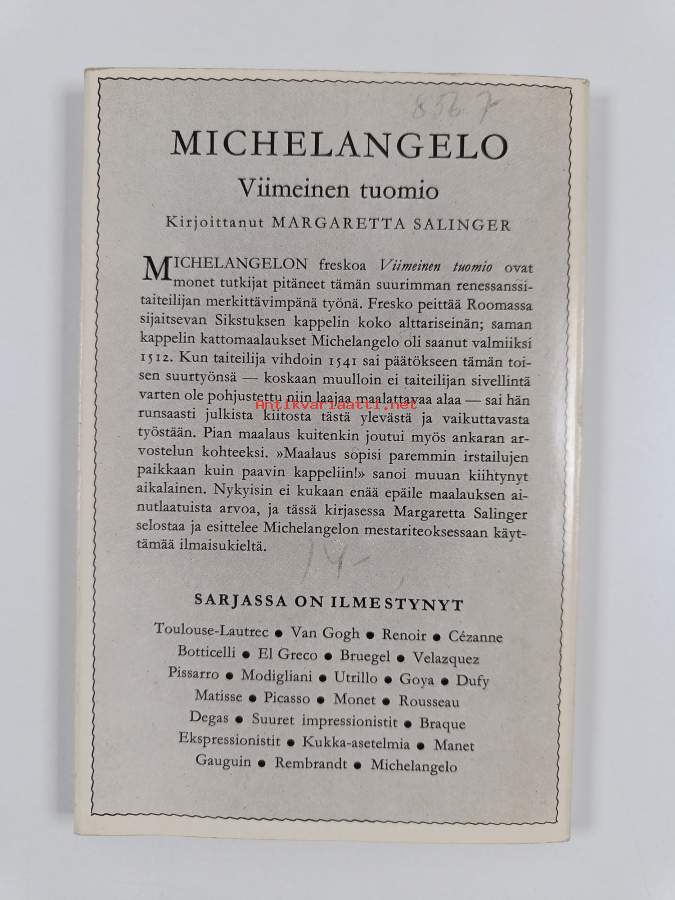 856 7
MICHELANGELO
Viimeinen tuomio
Kirjoittanut MARGARETTA SALINGER
MICHELANGELON freskoa Viimeinen tuomio ovat
monet tutkijat pitäneet tämän suurimman renessanssi-
taiteilijan merkittävimpänä työnä. Fresko peittää Roomassa
sijaitsevan Sikstuksen kappelin koko alttariseinän; saman
kappelin kattomaalaukset Michelangelo oli saanut valmiiksi
1512. Kun taiteilija vihdoin 1541 sai päätökseen tämän toi-
sen suurtyönsä — koskaan muulloin ei taiteilijan sivellintä
varten ole pohjustettu niin laajaa maalattavaa alaa — sai hän
Antikvariaatti.net
runsaasti julkista kiitosta tästä ylevästä ja vaikuttavasta
työstään. Pian maalaus kuitenkin joutui myös ankaran ar-
vostelun kohteeksi. »Maalaus sopisi paremmin irstailujen
paikkaan kuin paavin kappeliin!» sanoi muuan kiihtynyt
aikalainen. Nykyisin ei kukaan enää epäile maalauksen ai-
nutlaatuista arvoa, ja tässä kirjasessa Margaretta Salinger
selostaa ja esittelee Michelangelon mestariteoksessaan käyt-
tämää ilmaisukieltä.
14-
SARJASSA ON ILMESTYNYT
Toulouse-Lautrec ● Van Gogh ● Renoir ● Cézanne
Botticelli ● El Greco ● Bruegel ● Velazquez
Pissarro ● Modigliani ● Utrillo ● Goya ● Dufy
Matisse ● Picasso ● Monet ● Rousseau
Degas ● Suuret impressionistit ● Braque
Ekspressionistit ● Kukka-asetelmia ● Manet
Gauguin ● Rembrandt ● Michelangelo